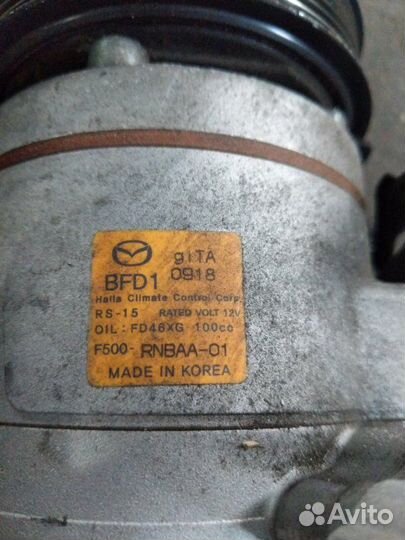 gITA
BFD1 0918
Halla Climate Control Corp.
RS-15 RATED VOLT 12V
OIL: FD46XG 100cc
F500- RNBAA-01
MADE IN KOREA
Avito